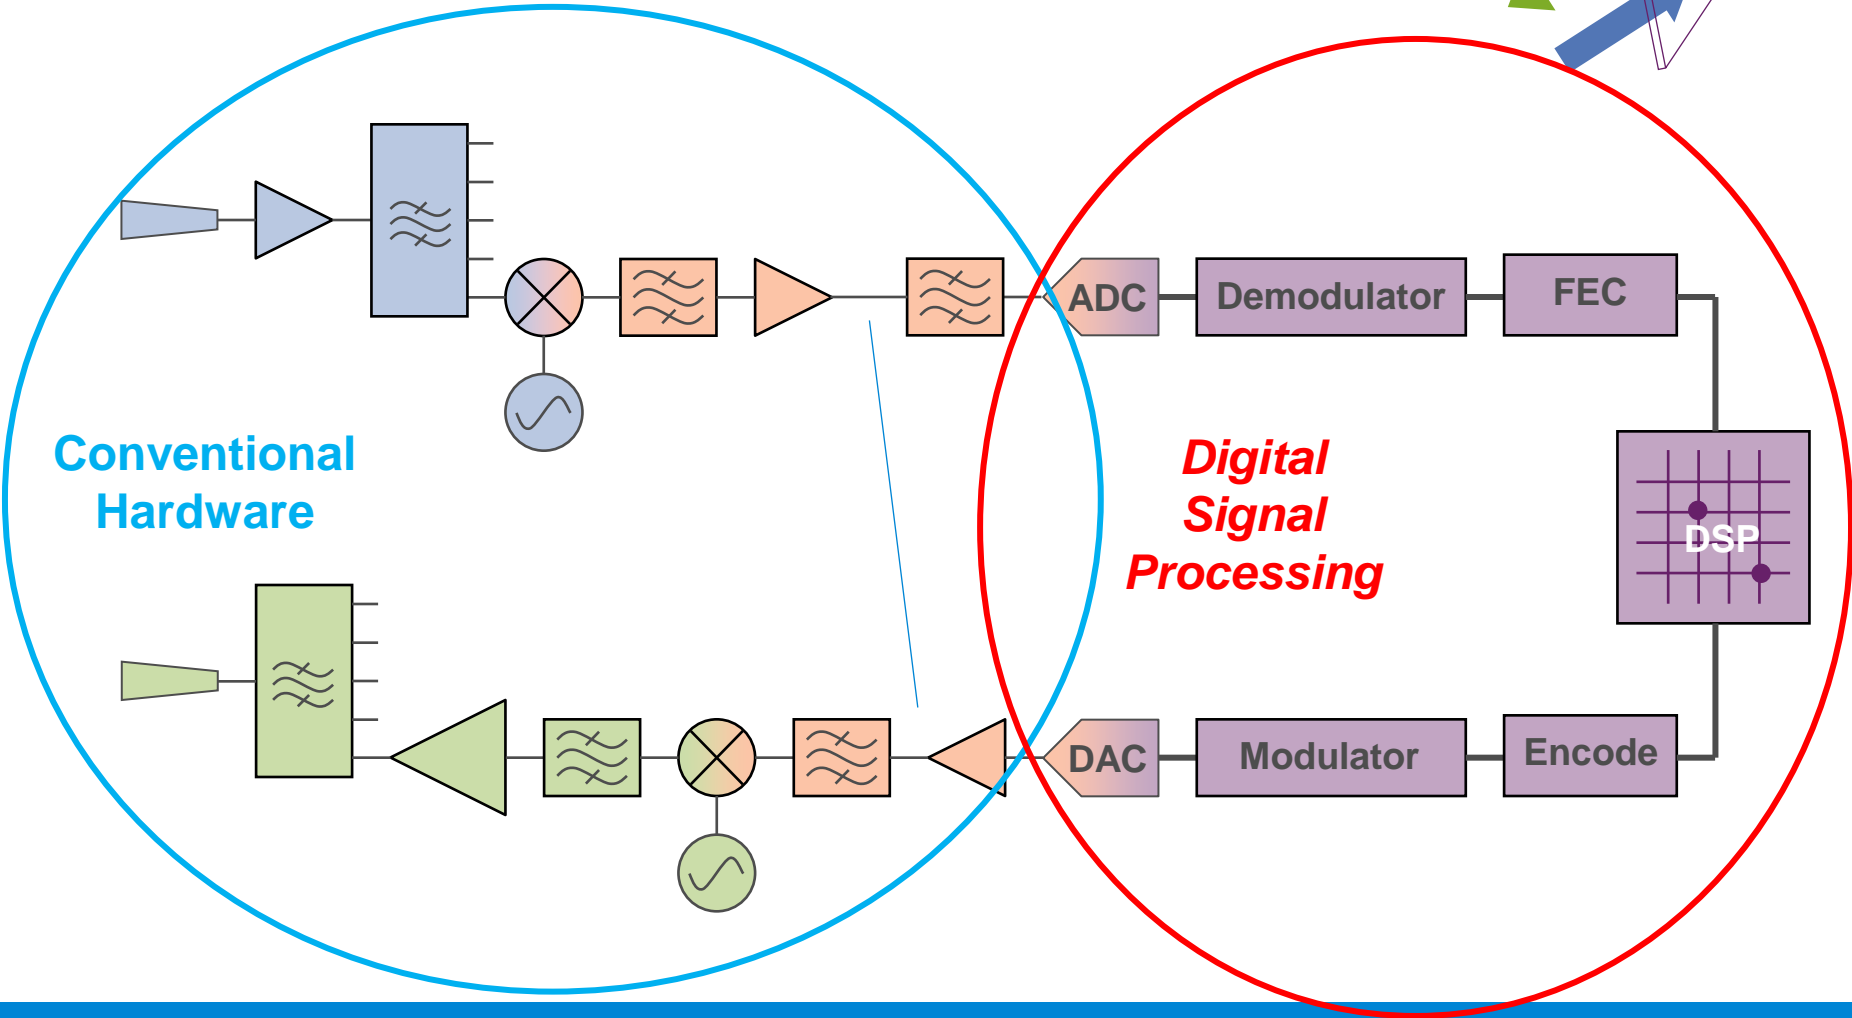 ADC
Demodulator
FEC
Conventional
Hardware
Digital
Signal
Processing
DSP
DAC
Modulator
Encode